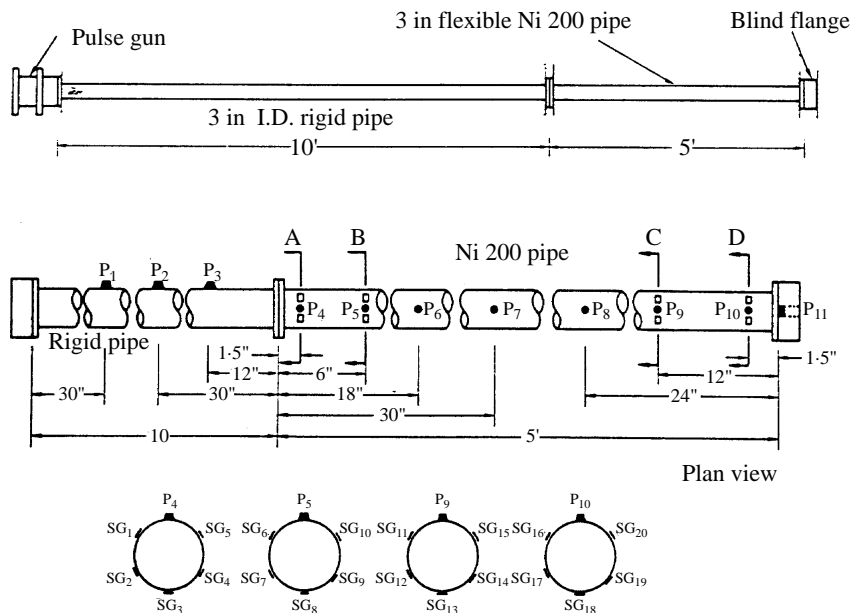 3 in flexible Ni 200 pipe
Blind flange
Pulse gun
3 in I.D. rigid pipe
10'
5'
A
B
C
D
Ni 200 pipe
P1
P2
P3
P4
P5
P6
P7
P8
P9
P10
P11
Rigid pipe
1·5"
1·5"
12"
6"
12"
30"
30"
18"
24"
30"
10
5'
Plan view
P4
P5
P9
P10
SG1
SG5
SG6
SG10
SG11
SG15
SG16
SG20
SG2
SG4
SG7
SG9
SG12
SG14
SG17
SG19
SG3
SG8
SG13
SG18